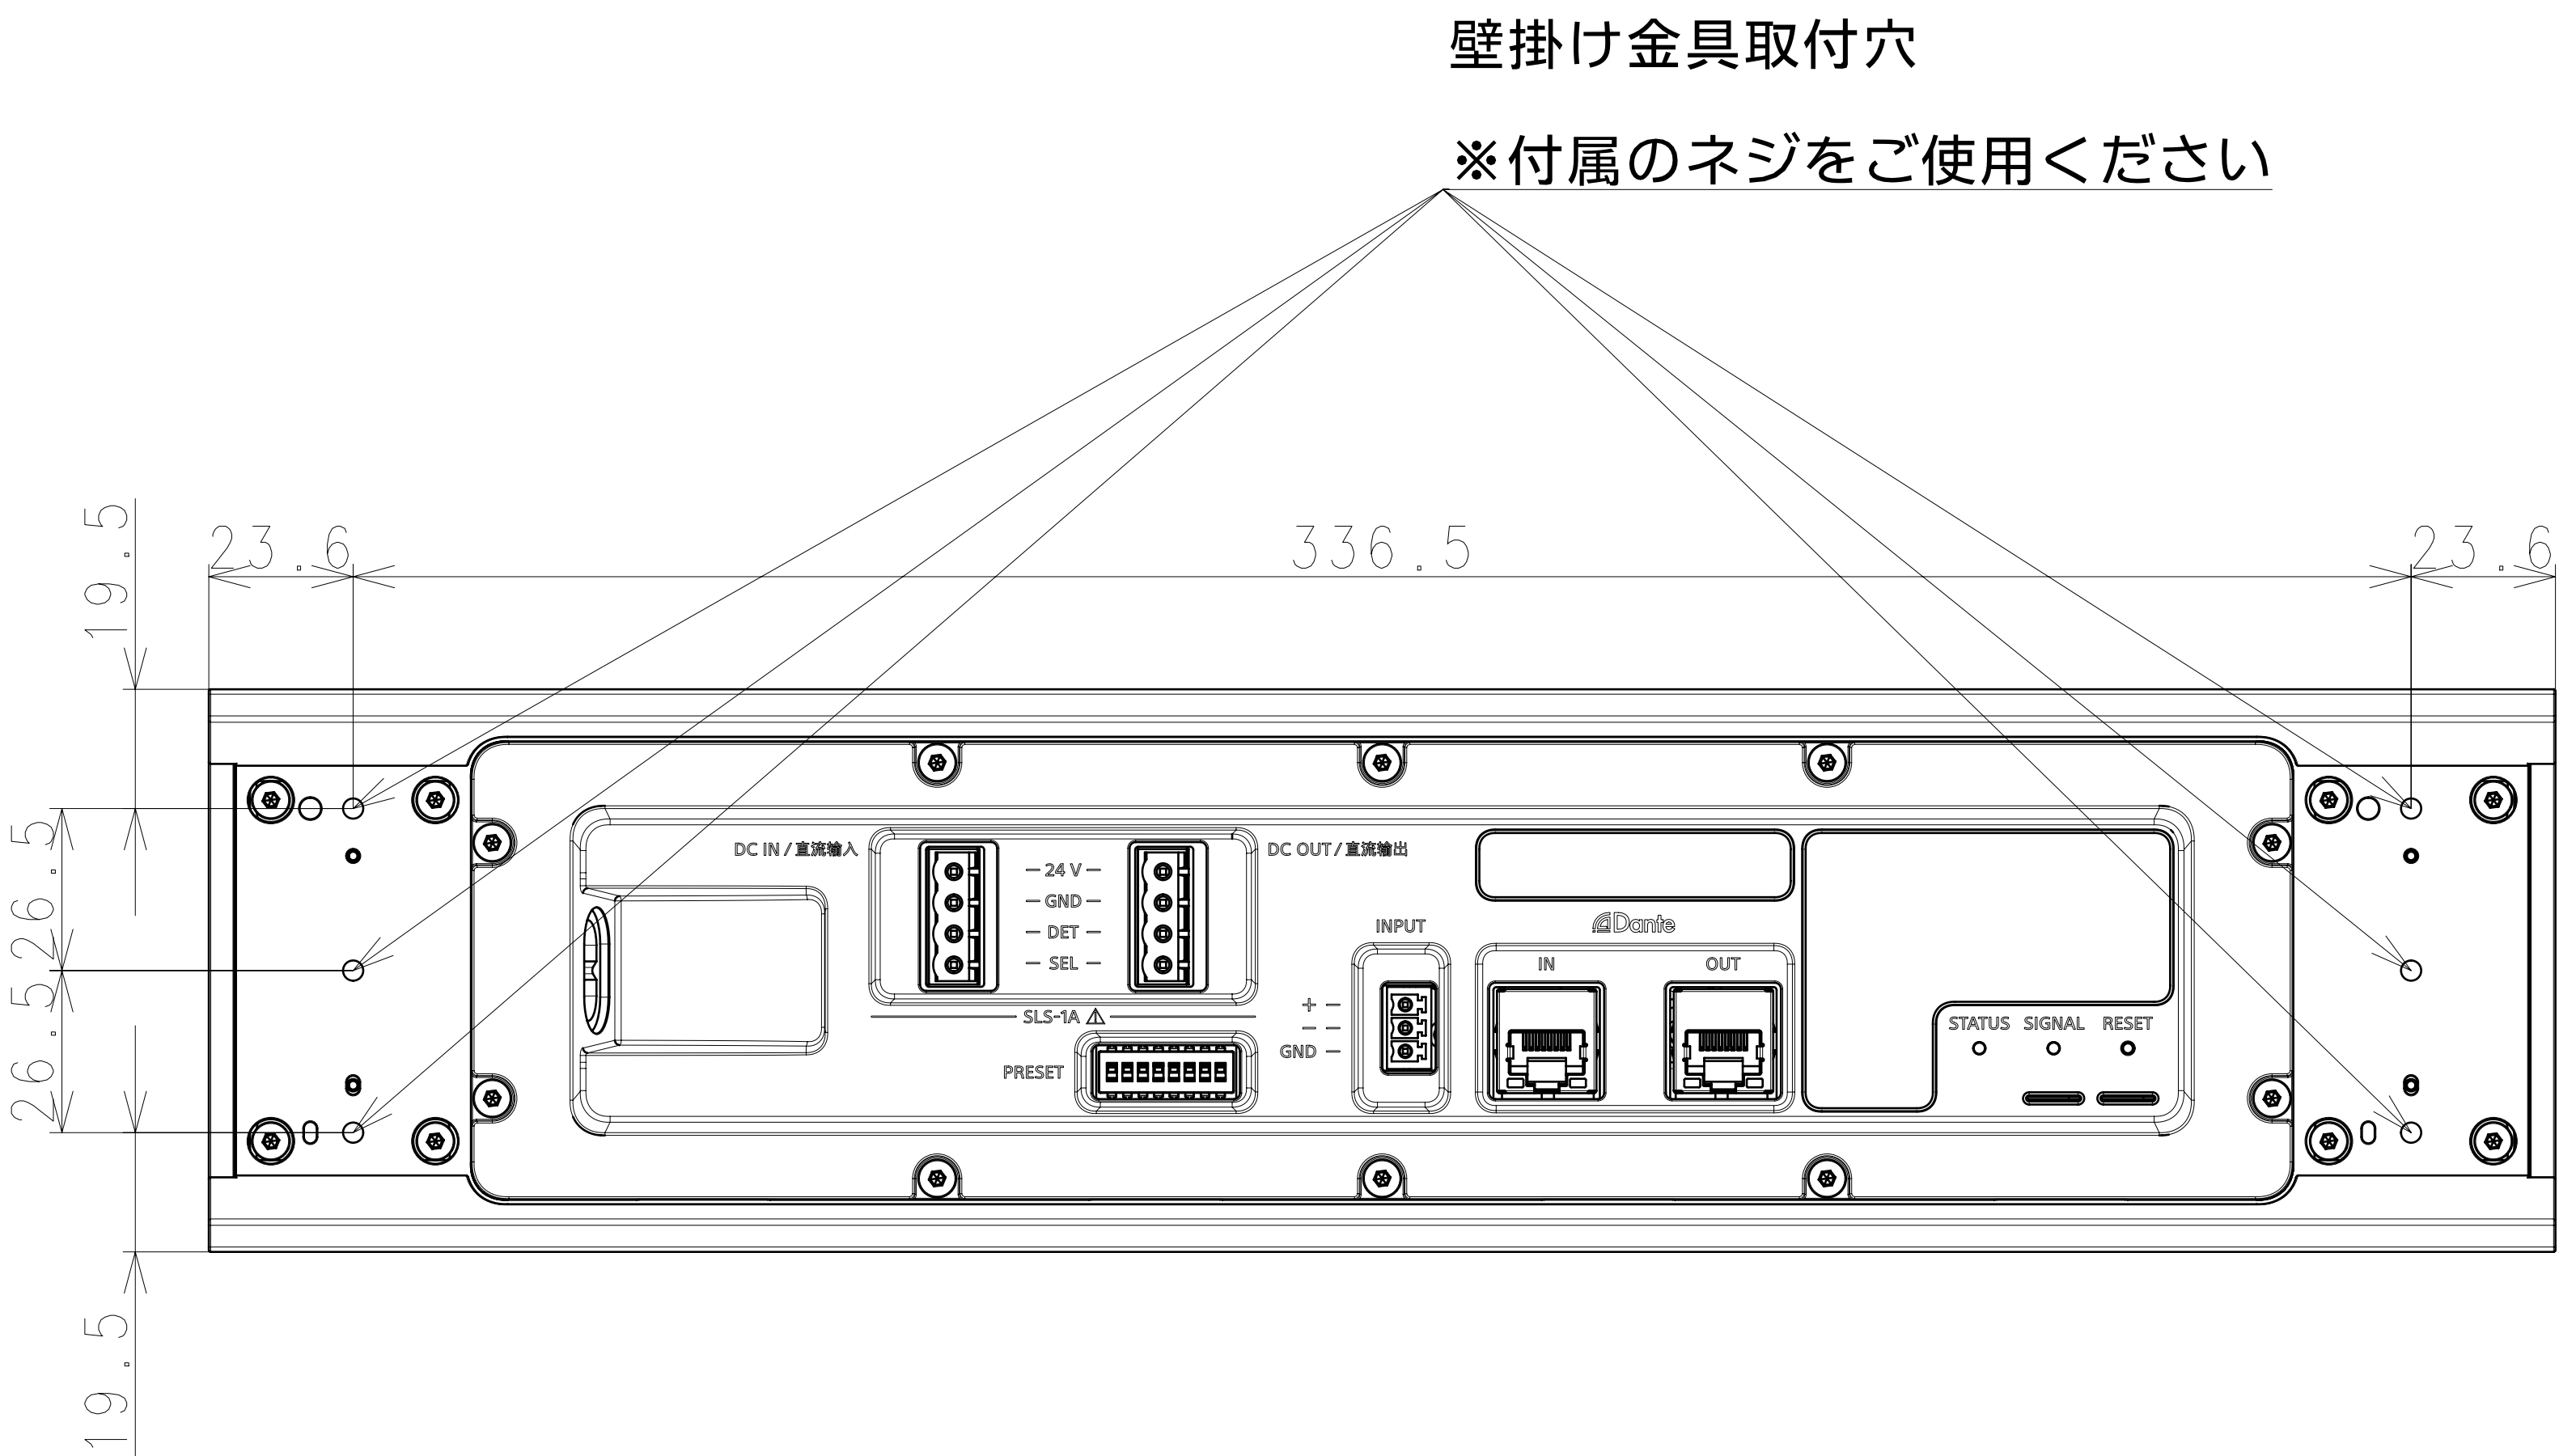 壁掛け金具取付穴
※付属のネジをご使用ください
19.5
23.6
336.5
23.6
26.5
26.5
19.5
DC IN / 直流输入
24 V
GND
DET
SEL
DC OUT / 直流输出
SLS-1A
PRESET
INPUT
+
−
GND
Dante
IN
OUT
STATUS SIGNAL RESET